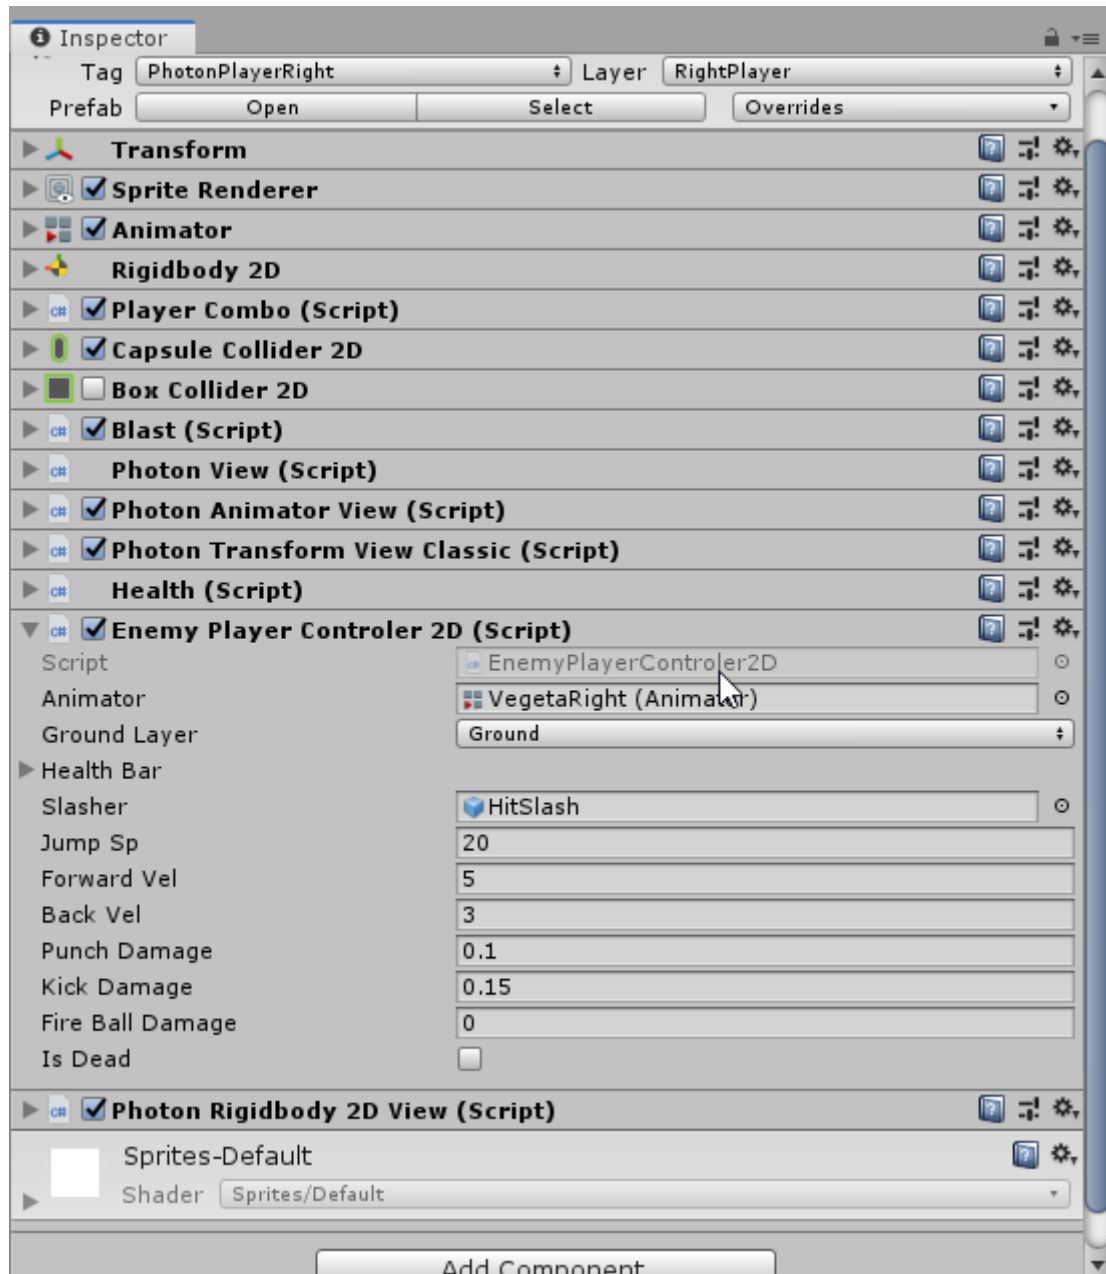 Inspector
Tag PhotonPlayerRight Layer RightPlayer
Prefab Open Select Overrides
Transform
Sprite Renderer
Animator
Rigidbody 2D
c# Player Combo (Script)
Capsule Collider 2D
Box Collider 2D
c# Blast (Script)
c# Photon View (Script)
c# Photon Animator View (Script)
c# Photon Transform View Classic (Script)
c# Health (Script)
c# Enemy Player Controler 2D (Script)
Script EnemyPlayerControler2D
Animator VegetaRight (Animator)
Ground Layer Ground
Health Bar
Slasher HitSlash
Jump Sp 20
Forward Vel 5
Back Vel 3
Punch Damage 0.1
Kick Damage 0.15
Fire Ball Damage 0
Is Dead
c# Photon Rigidbody 2D View (Script)
Sprites-Default
Shader Sprites/Default
Add Component